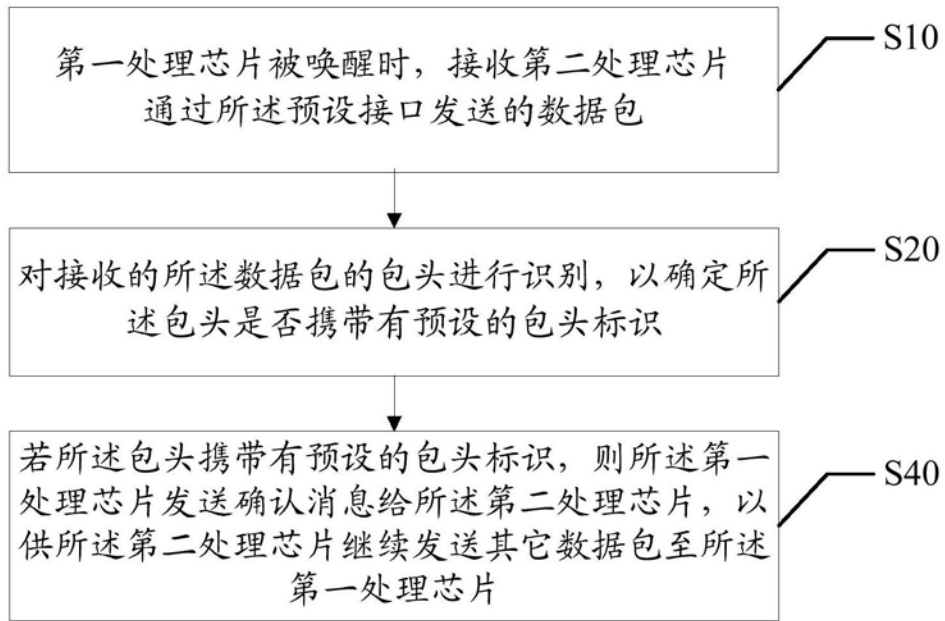 第一处理芯片被唤醒时，接收第二处理芯片
通过所述预设接口发送的数据包
S10
对接收的所述数据包的包头进行识别，以确定所
述包头是否携带有预设的包头标识
S20
若所述包头携带有预设的包头标识，则所述第一
处理芯片发送确认消息给所述第二处理芯片，以
供所述第二处理芯片继续发送其它数据包至所述
第一处理芯片
S40